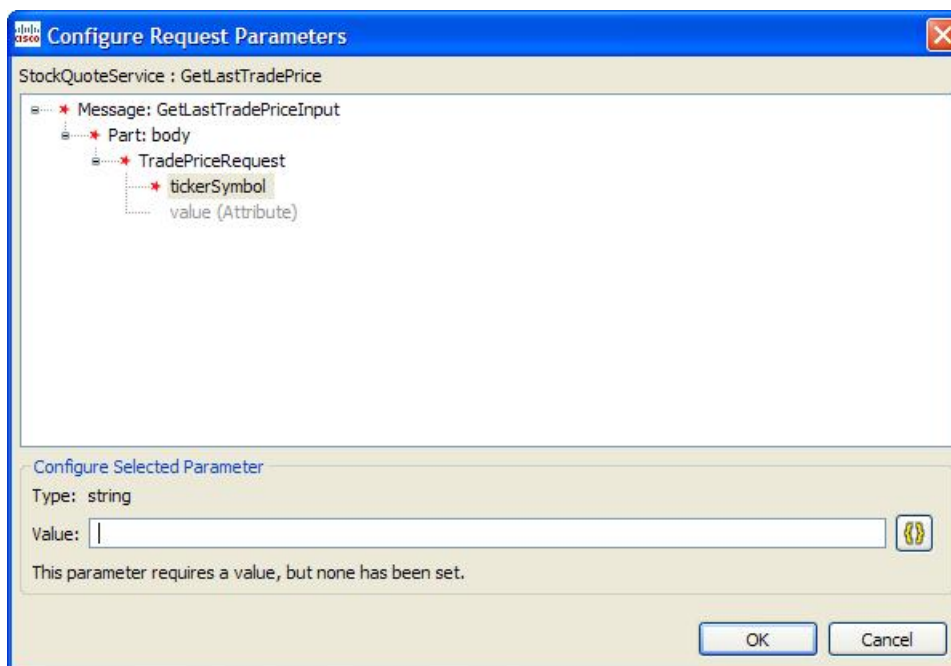 cisco Configure Request Parameters
StockQuoteService : GetLastTradePrice
Message: GetLastTradePriceInput
Part: body
TradePriceRequest
tickerSymbol
value (Attribute)
Configure Selected Parameter
Type: string
Value:
{}
This parameter requires a value, but none has been set.
OK Cancel